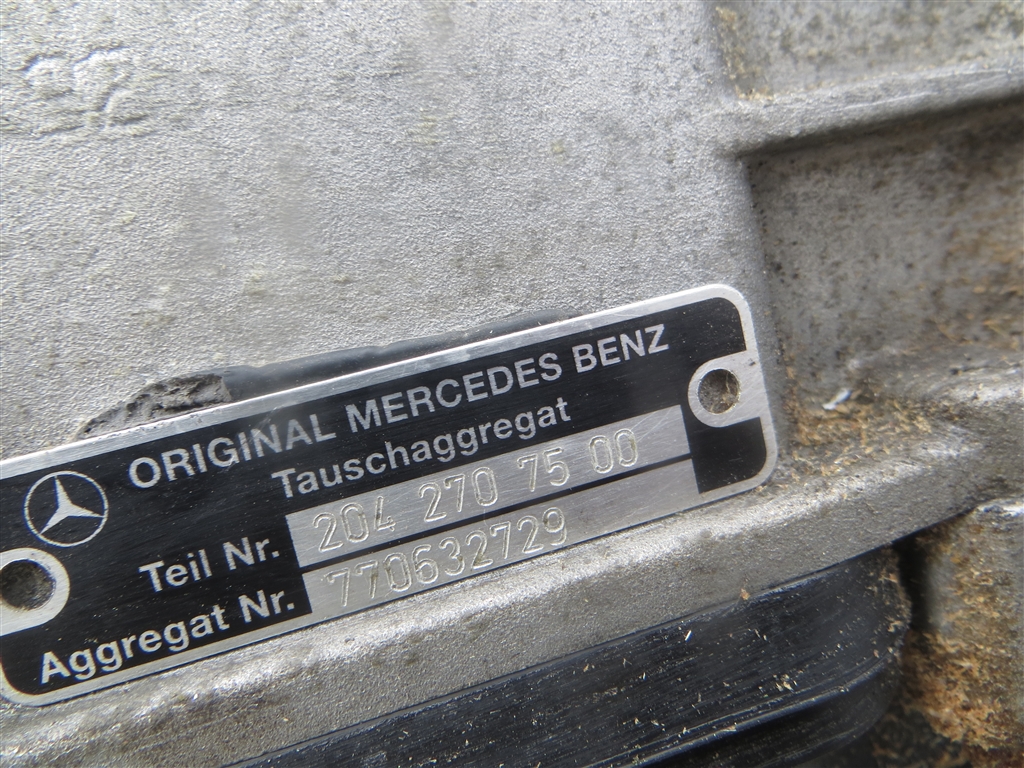 ORIGINAL MERCEDES BENZ
Tauschaggregat
Teil Nr. 204 270 75 00
Aggregat Nr. 770632729